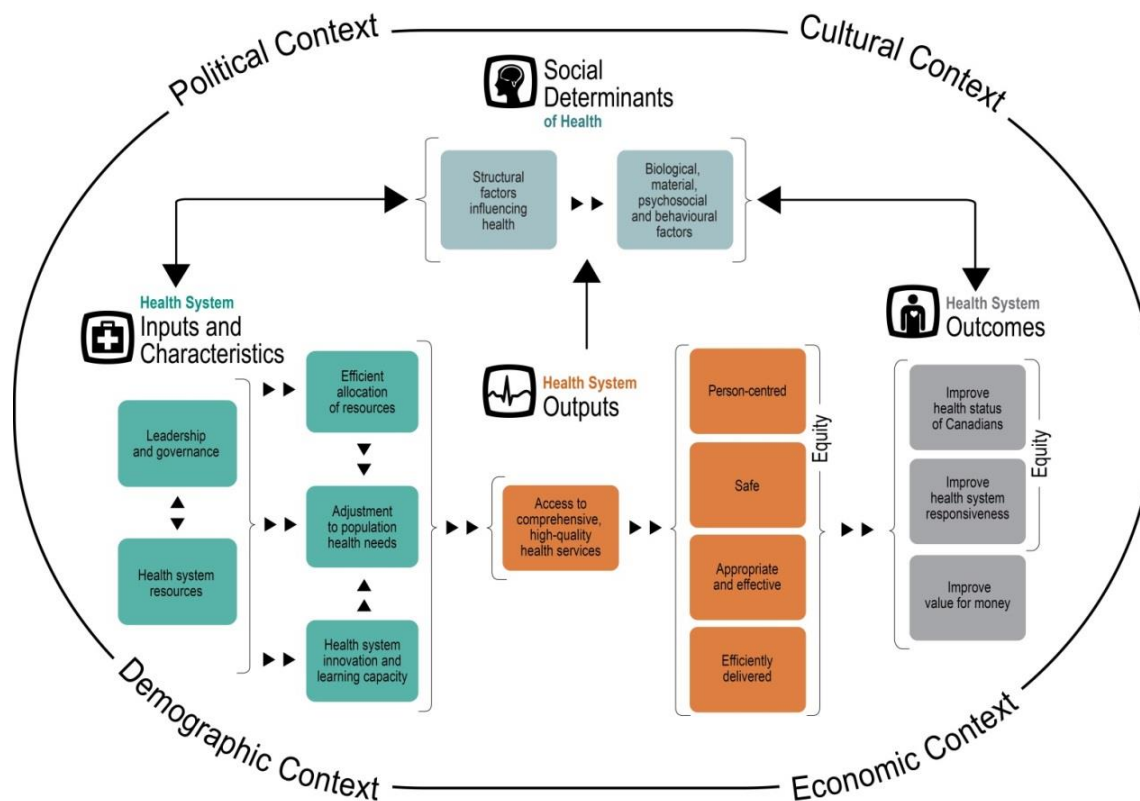 Political Context
Cultural Context
Social
Determinants
of Health
Structural
factors
influencing
health
Biological,
material,
psychosocial
and behavioural
factors
Health System
Inputs and
Characteristics
Leadership
and governance
Health system
resources
Efficient
allocation
of resources
Adjustment
to population
health needs
Health system
innovation and
learning capacity
Health System
Outputs
Access to
comprehensive,
high-quality
health services
Person-centred
Safe
Appropriate
and effective
Efficiently
delivered
Equity
Health System
Outcomes
Improve
health status
of Canadians
Improve
health system
responsiveness
Equity
Improve
value for money
Demographic Context
Economic Context